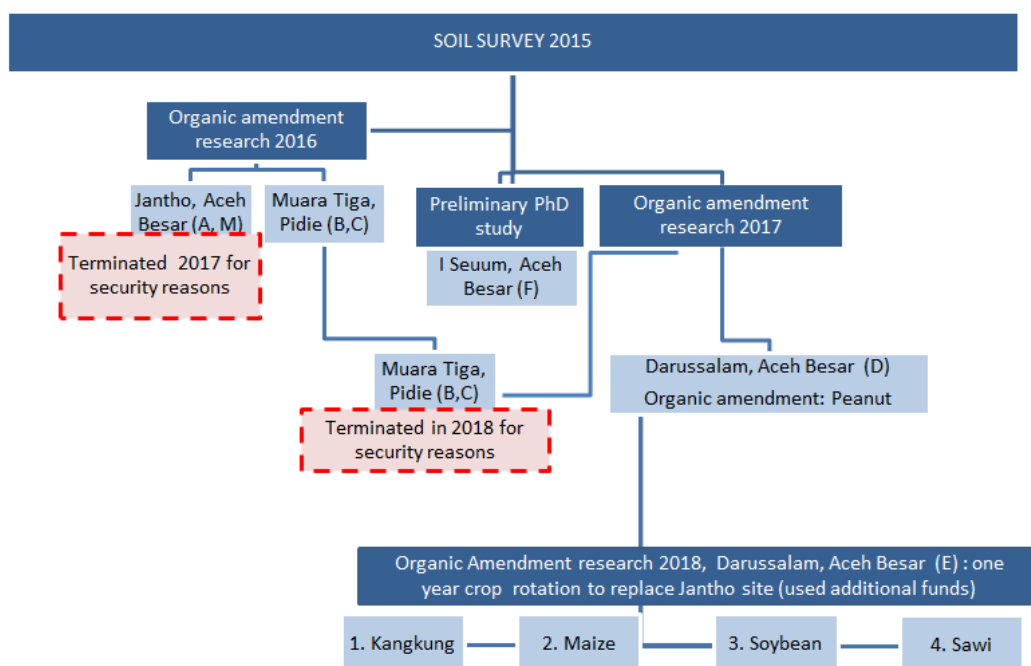 SOIL SURVEY 2015
Organic amendment
research 2016
Jantho, Aceh
Besar (A, M)
Muara Tiga,
Pidie (B,C)
Preliminary PhD
study
Organic amendment
research 2017
Terminated 2017 for
security reasons
I Seuum, Aceh
Besar (F)
Muara Tiga,
Pidie (B,C)
Terminated in 2018 for
security reasons
Darussalam, Aceh Besar (D)
Organic amendment: Peanut
Organic Amendment research 2018, Darussalam, Aceh Besar (E) : one
year crop rotation to replace Jantho site (used additional funds)
1. Kangkung
2. Maize
3. Soybean
4. Sawi